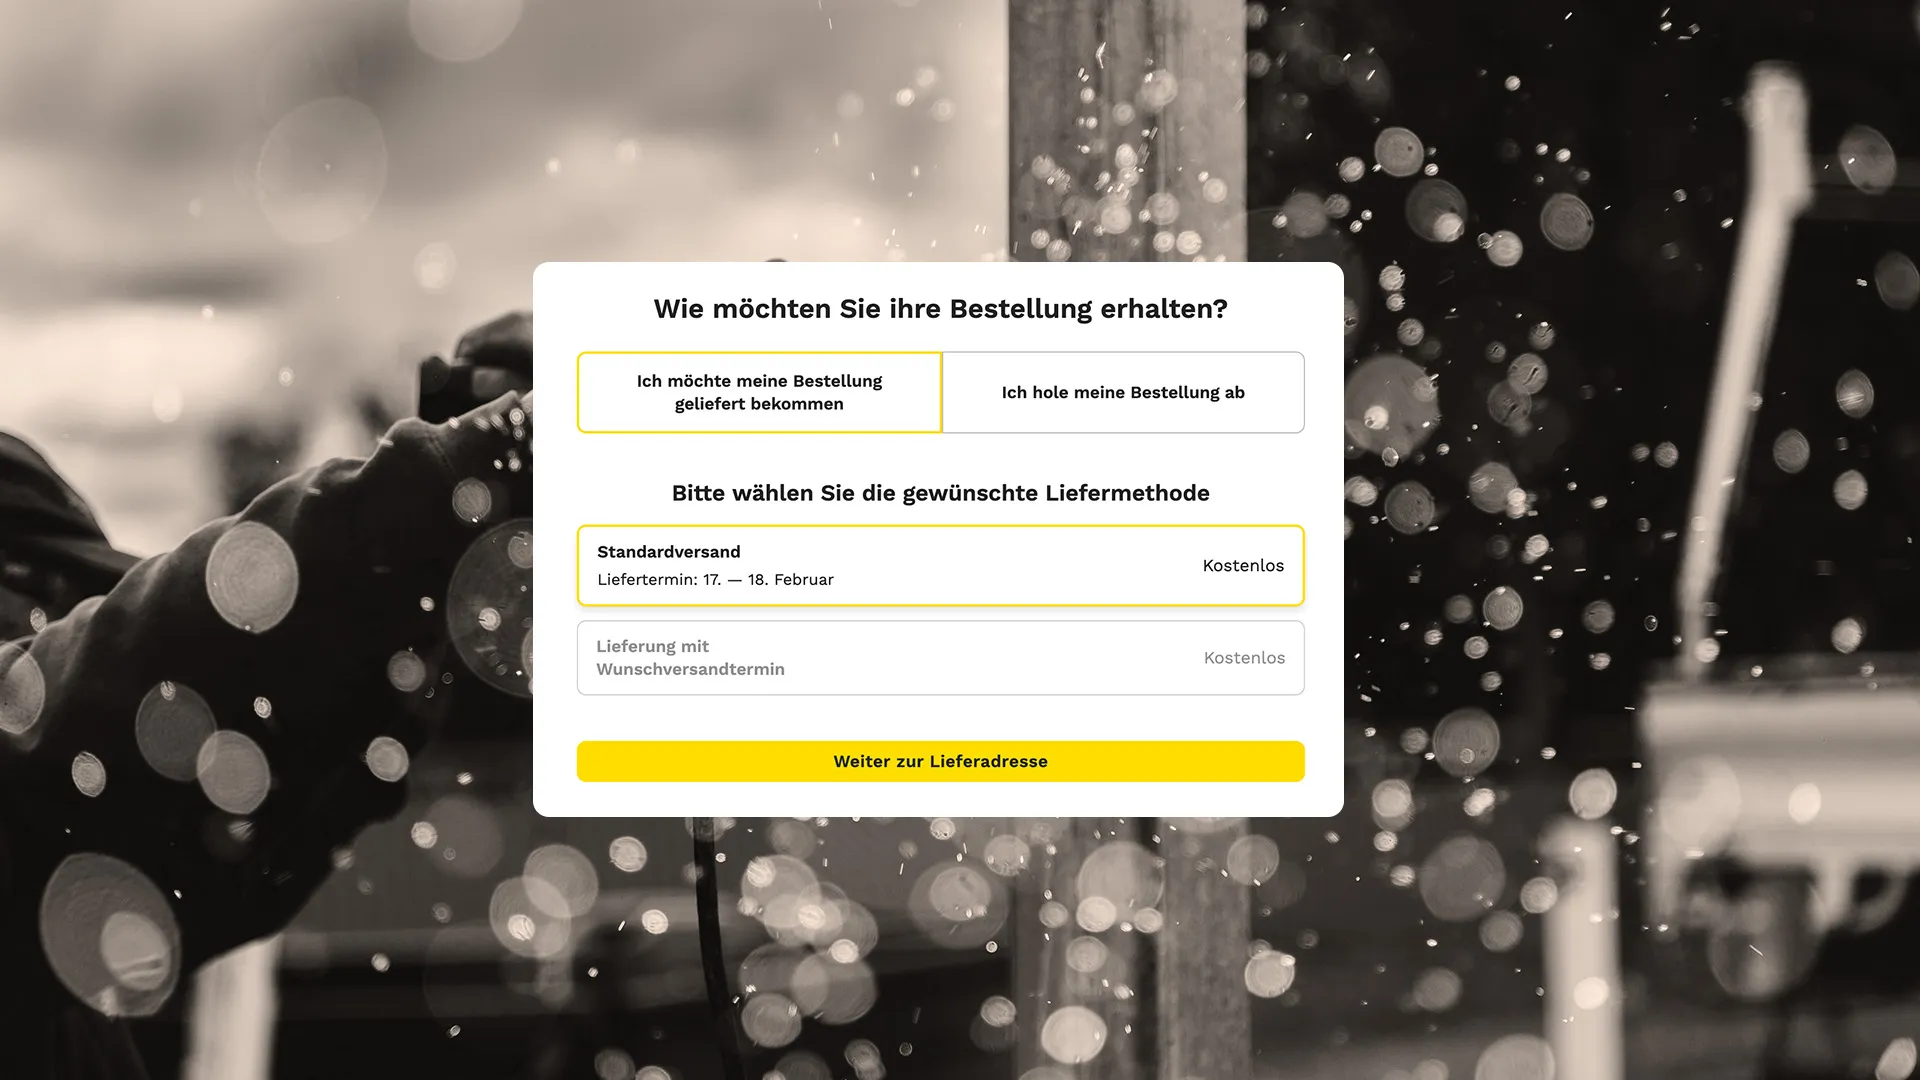 Wie möchten Sie ihre Bestellung erhalten?
Ich möchte meine Bestellung
geliefert bekommen
Ich hole meine Bestellung ab
Bitte wählen Sie die gewünschte Liefermethode
Standardversand
Liefertermin: 17. — 18. Februar
Kostenlos
Lieferung mit
Wunschversandtermin
Kostenlos
Weiter zur Lieferadresse